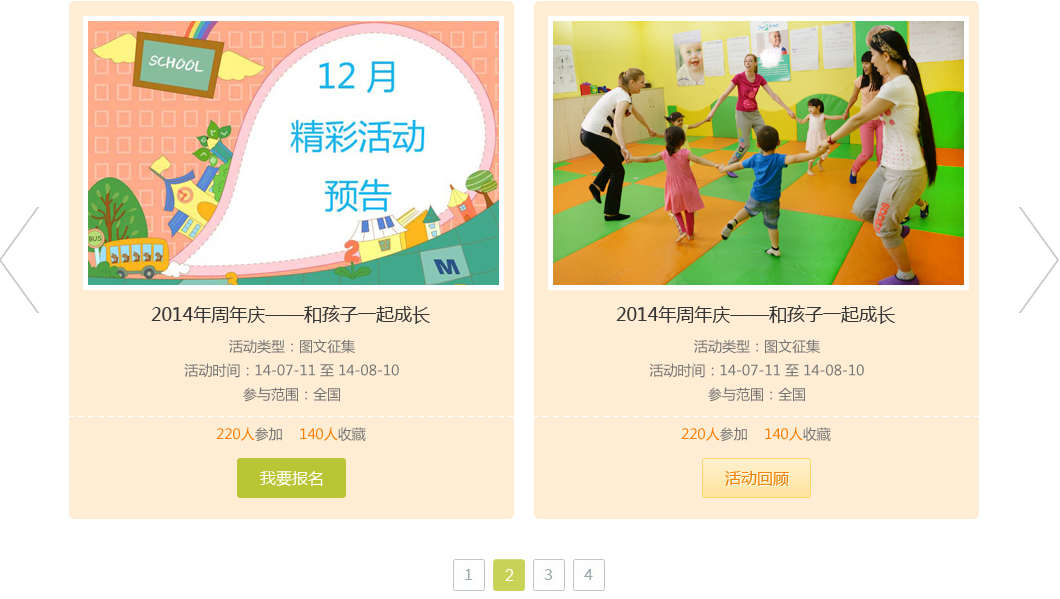 SCHOOL
12 月
精彩活动
预告
BUS
2
3
M
2014年周年庆——和孩子一起成长
活动类型：图文征集
活动时间：14-07-11 至 14-08-10
参与范围：全国
220人参加 140人收藏
我要报名
2014年周年庆——和孩子一起成长
活动类型：图文征集
活动时间：14-07-11 至 14-08-10
参与范围：全国
220人参加 140人收藏
活动回顾
1 2 3 4